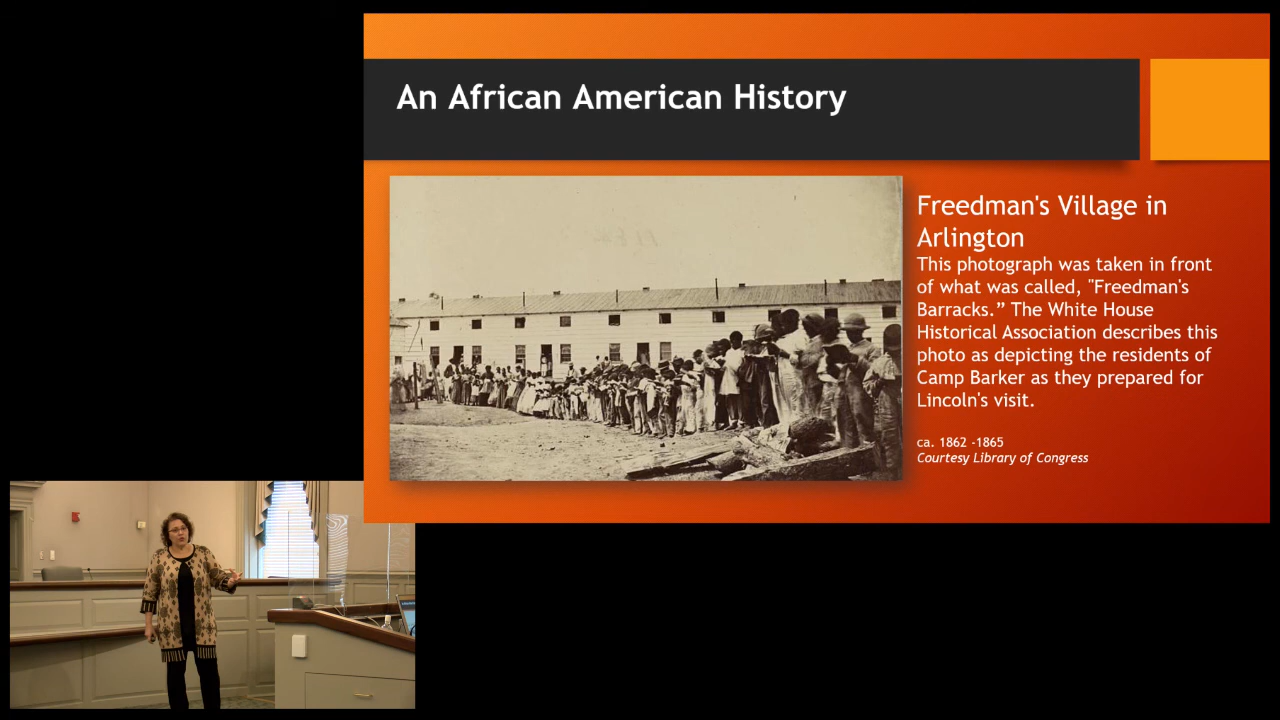 An African American History
Freedman's Village in
Arlington
This photograph was taken in front
of what was called, "Freedman's
Barracks.” The White House
Historical Association describes this
photo as depicting the residents of
Camp Barker as they prepared for
Lincoln's visit.
ca. 1862 -1865
Courtesy Library of Congress